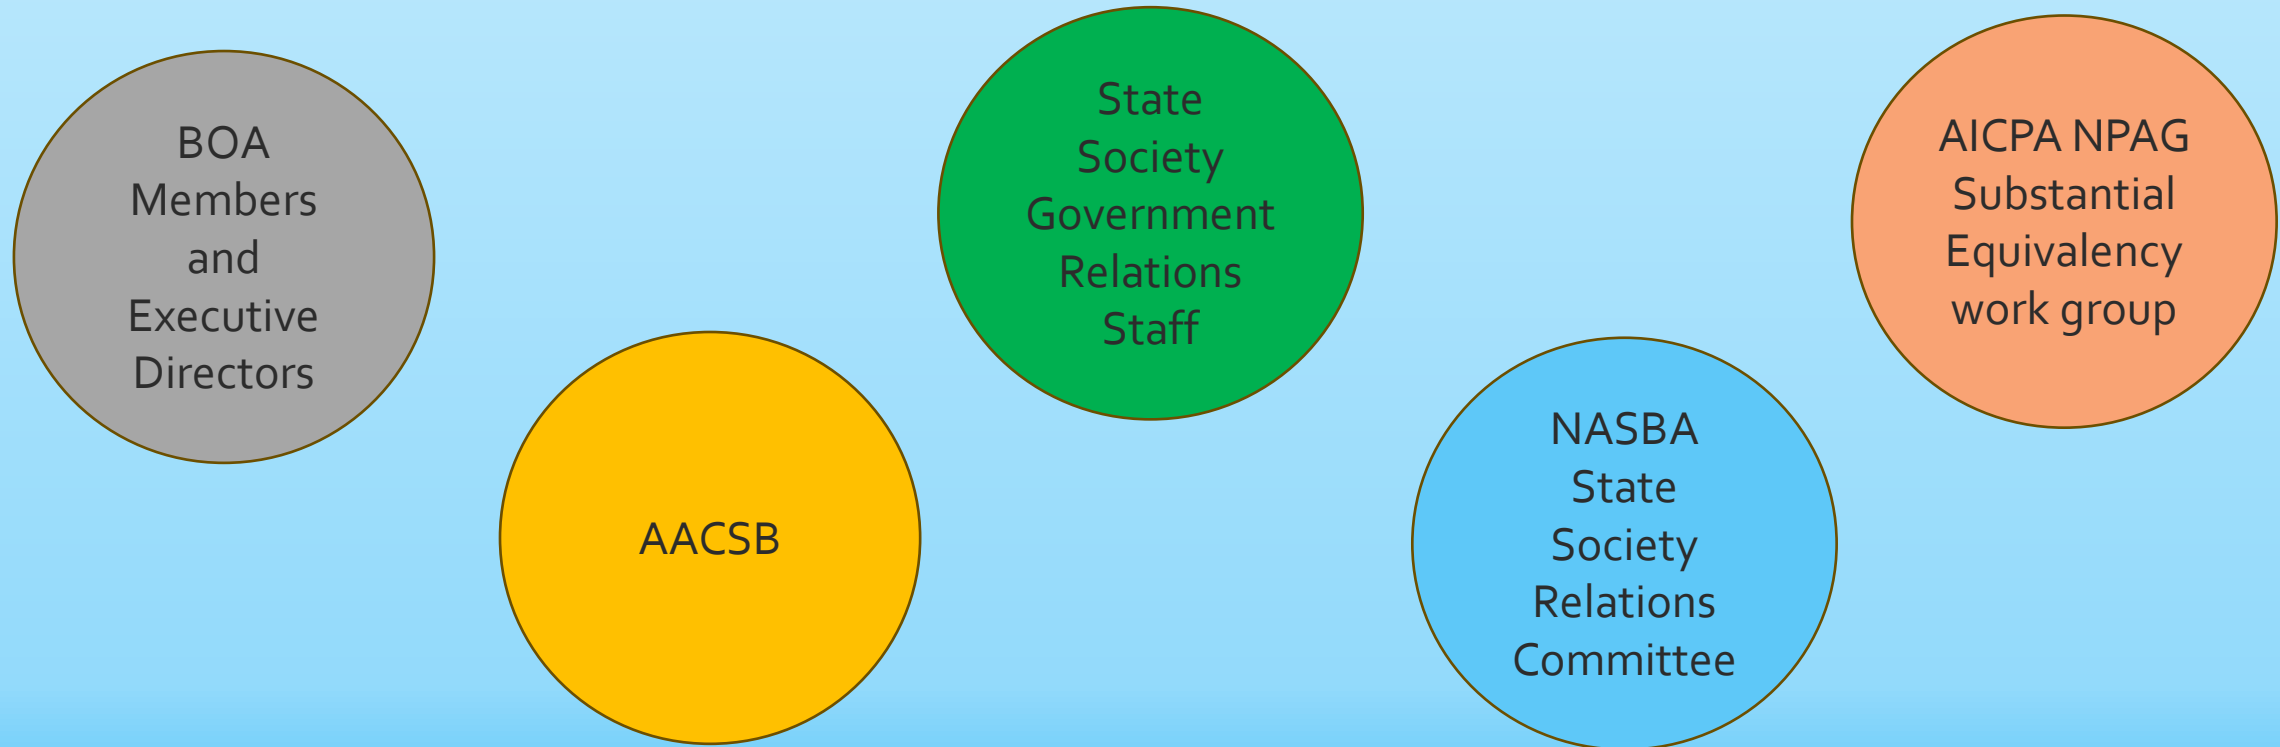 BOA
Members
and
Executive
Directors
AACSB
State
Society
Government
Relations
Staff
NASBA
State
Society
Relations
Committee
AICPA NPAG
Substantial
Equivalency
work group